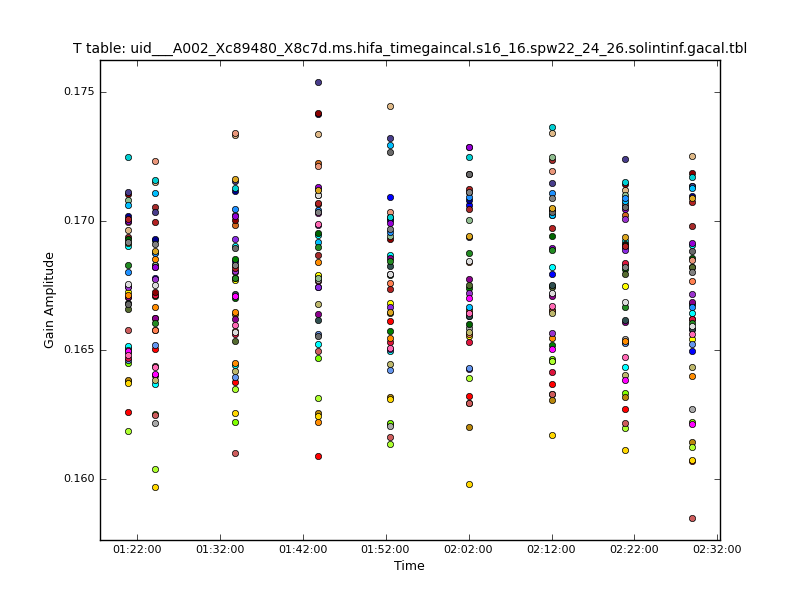 T table: uid___A002_Xc89480_X8c7d.ms.hifa_timegaincal.s16_16.spw22_24_26.solintinf.gacal.tbl
0.175
0.170
0.165
0.160
Gain Amplitude
01:22:00 01:32:00 01:42:00 01:52:00 02:02:00 02:12:00 02:22:00 02:32:00
Time